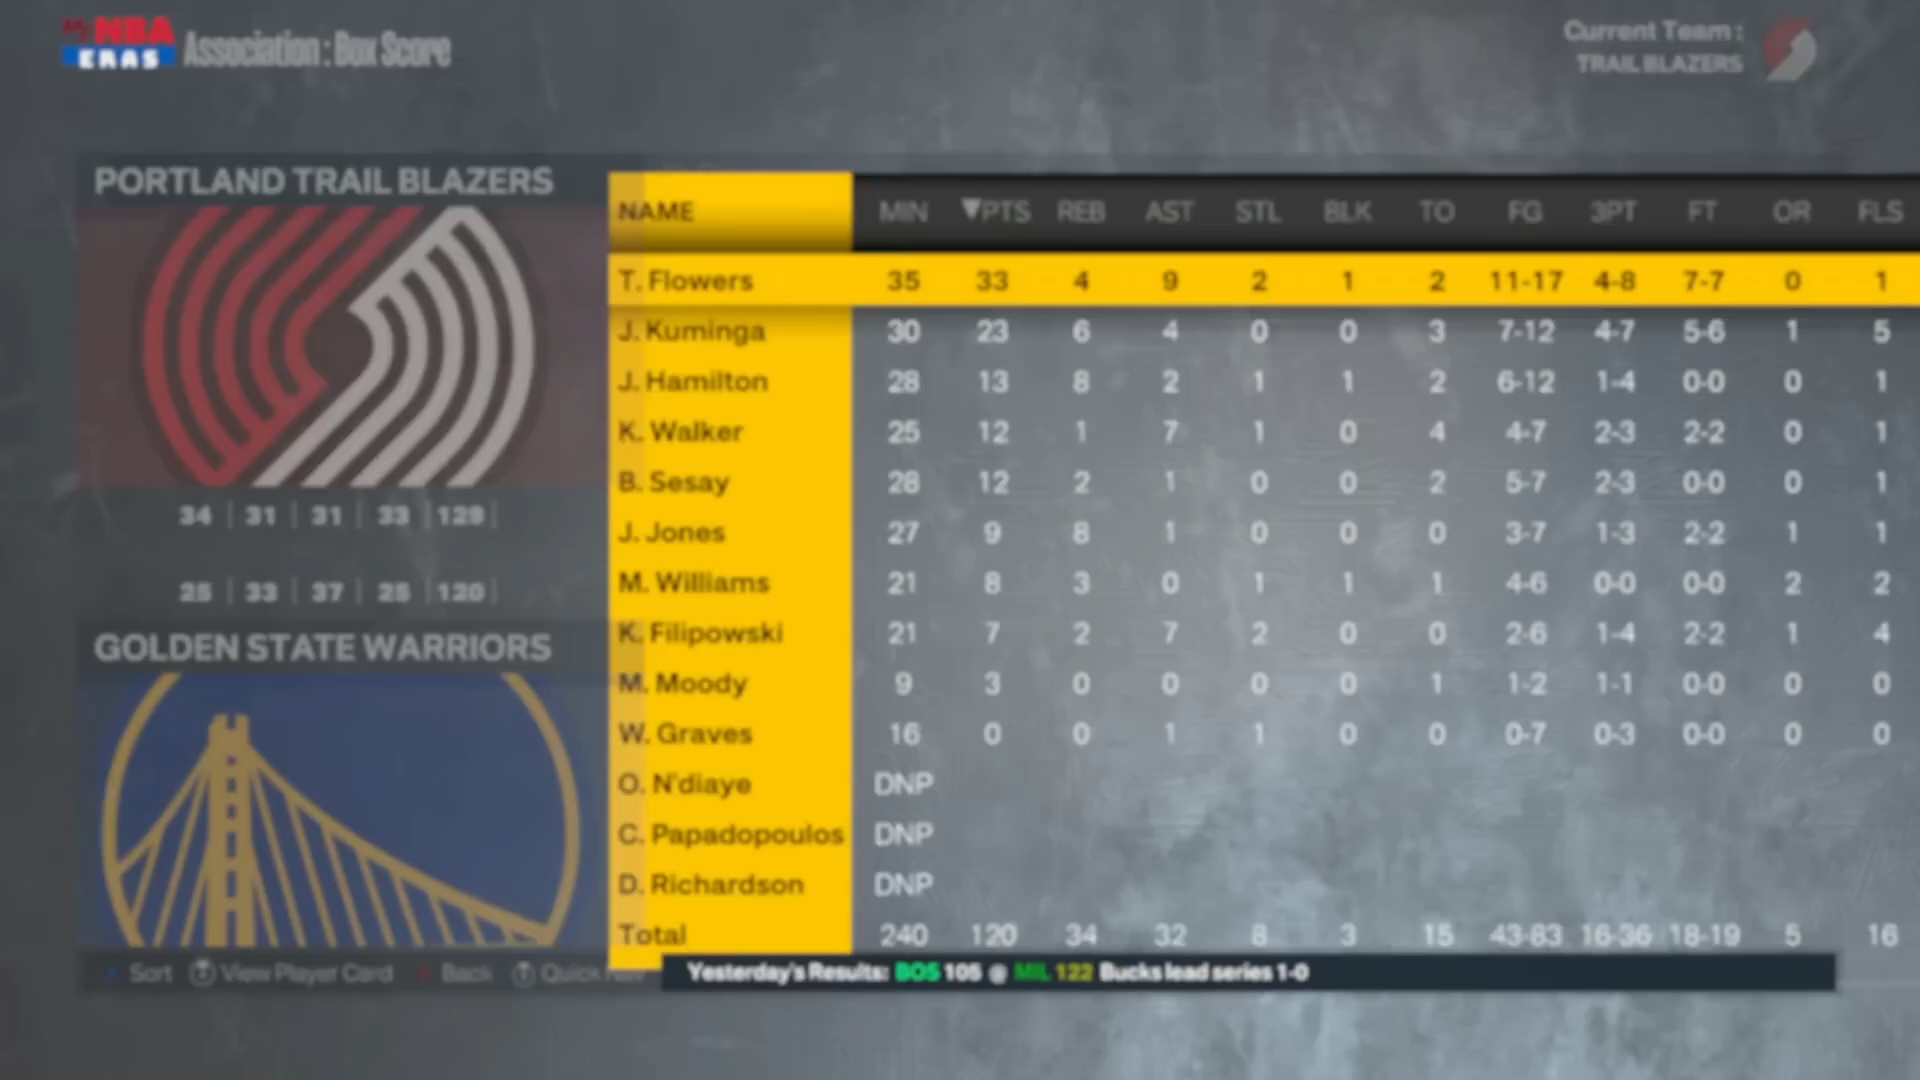 My NBA ERAS Association : Box Score
Current Team :
TRAIL BLAZERS
PORTLAND TRAIL BLAZERS
34 | 31 | 31 | 33 | 129 |
25 | 33 | 37 | 25 | 120 |
GOLDEN STATE WARRIORS
NAME MIN ▼PTS REB AST STL BLK TO FG 3PT FT OR FLS
T. Flowers 35 33 4 9 2 1 2 11-17 4-8 7-7 0 1
J. Kuminga 30 23 6 4 0 0 3 7-12 4-7 5-6 1 5
J. Hamilton 28 13 8 2 1 1 2 6-12 1-4 0-0 0 1
K. Walker 25 12 1 7 1 0 4 4-7 2-3 2-2 0 1
B. Sesay 28 12 2 1 0 0 2 5-7 2-3 0-0 0 1
J. Jones 27 9 8 1 0 0 0 3-7 1-3 2-2 1 1
M. Williams 21 8 3 0 1 1 1 4-6 0-0 0-0 2 2
K. Filipowski 21 7 2 7 2 0 0 2-6 1-4 2-2 1 4
M. Moody 9 3 0 0 0 0 1 1-2 1-1 0-0 0 0
W. Graves 16 0 0 1 1 0 0 0-7 0-3 0-0 0 0
O. N'diaye DNP
C. Papadopoulos DNP
D. Richardson DNP
Total 240 120 34 32 8 3 15 43-83 16-36 18-19 5 16
Sort View Player Card Back Quick
Yesterday's Results: BOS 105 @ MIL 122 Bucks lead series 1-0